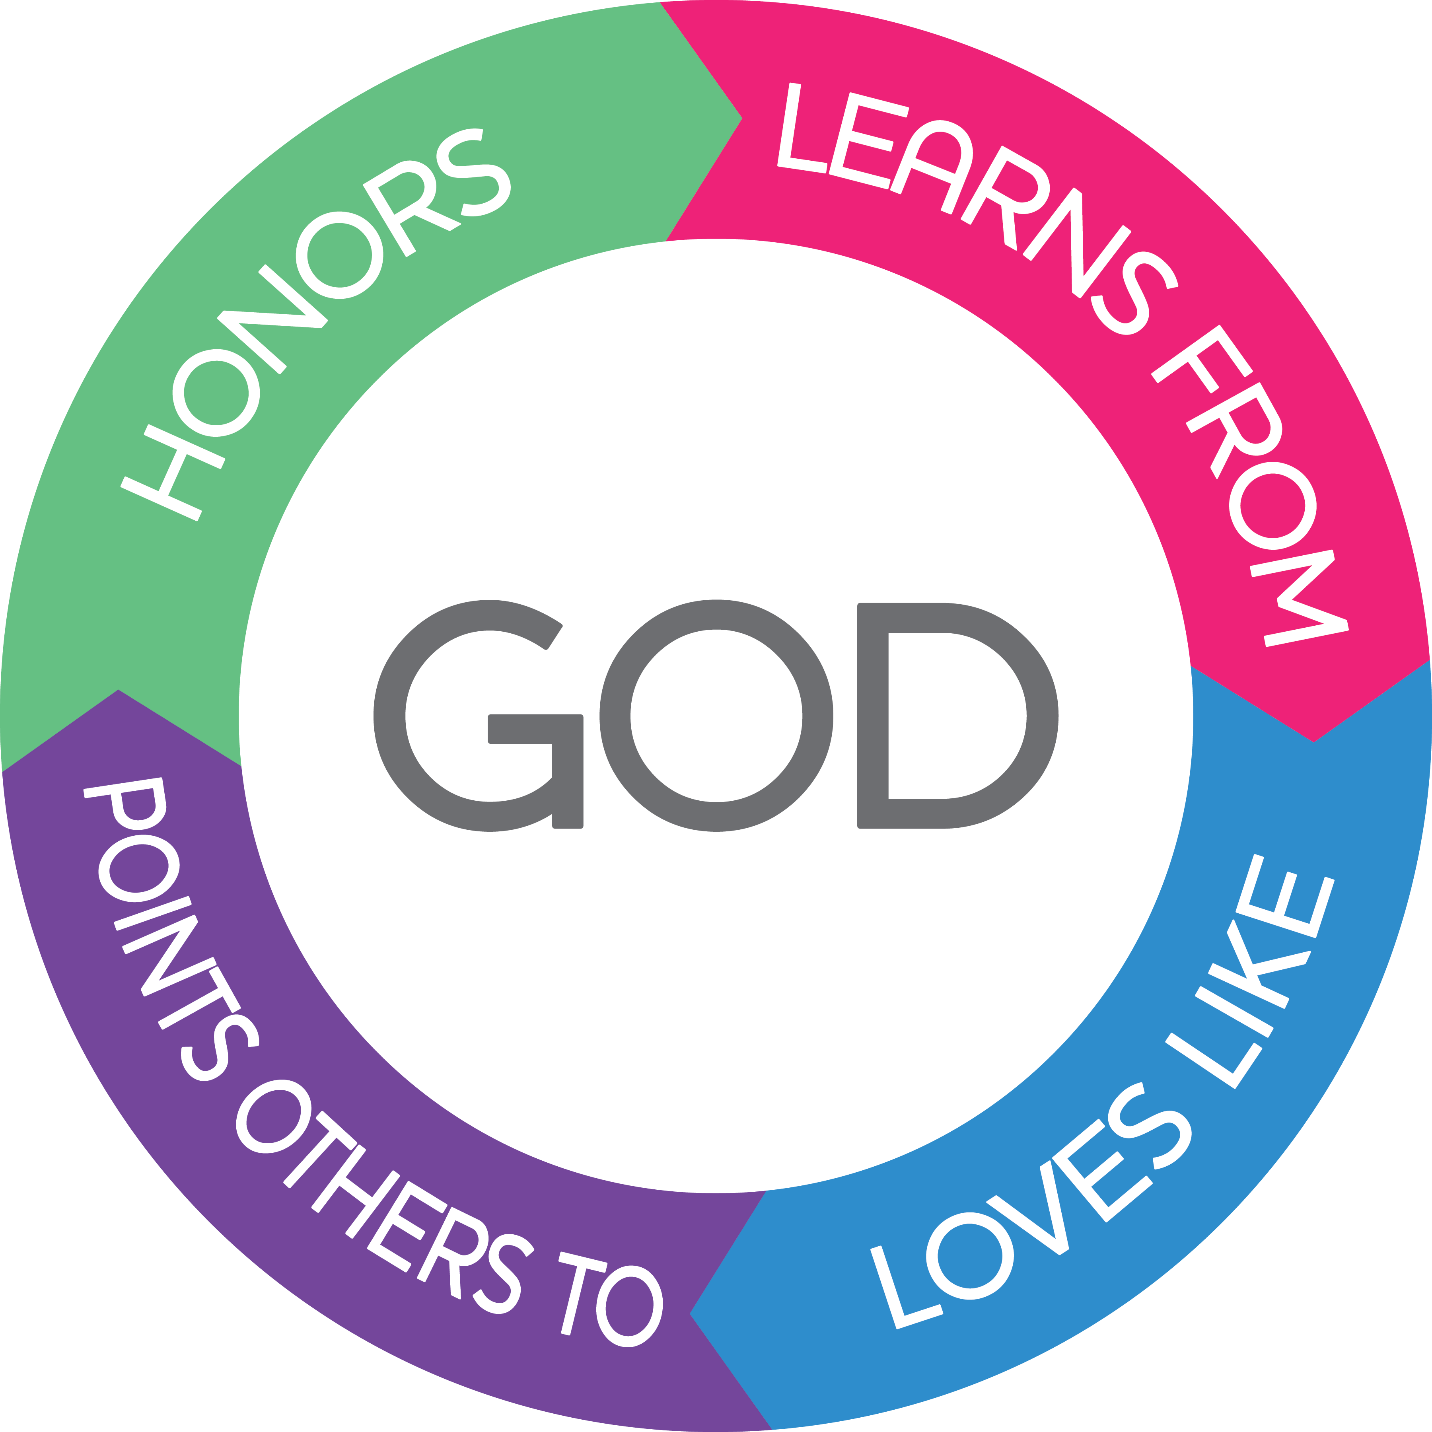 HONORS
LEARNS FROM
GOD
LOVES LIKE
POINTS OTHERS TO